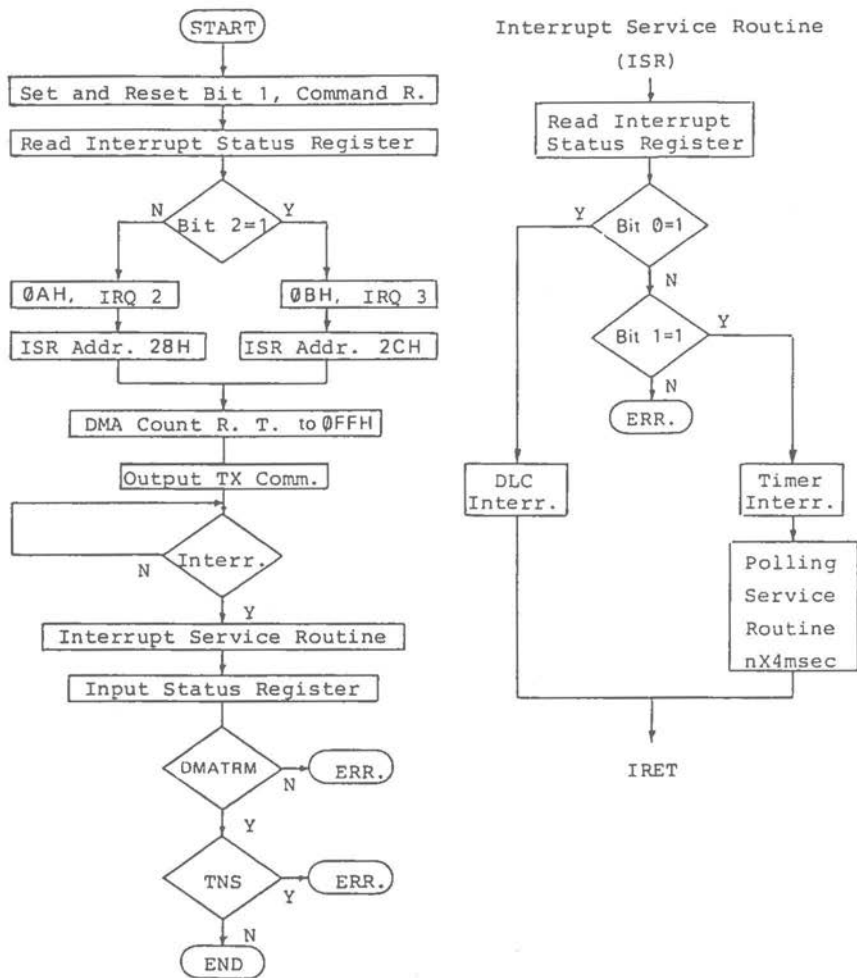 START
Set and Reset Bit 1, Command R.
Read Interrupt Status Register
Bit 2=1
N
Y
ØAH, IRQ 2
ØBH, IRQ 3
ISR Addr. 28H
ISR Addr. 2CH
DMA Count R. T. to ØFFH
Output TX Comm.
Interr.
N
Y
Interrupt Service Routine
Input Status Register
DMATRM
N
ERR.
Y
TNS
Y
ERR.
N
END
Interrupt Service Routine
(ISR)
Read Interrupt
Status Register
Y
Bit Ø=1
N
Bit 1=1
Y
N
ERR.
DLC
Interr.
Timer
Interr.
Polling
Service
Routine
nX4msec
IRET